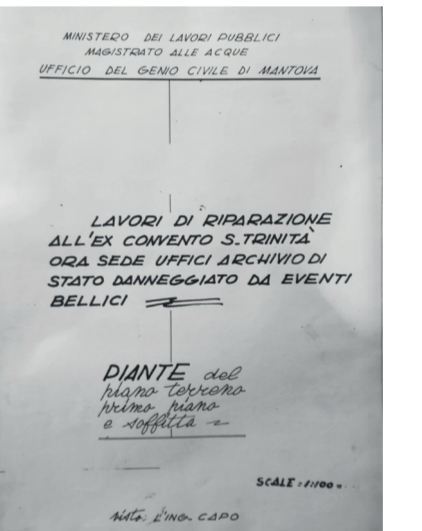 MINISTERO DEI LAVORI PUBBLICI
MAGISTRATO ALLE ACQUE
UFFICIO DEL GENIO CIVILE DI MANTOVA
LAVORI DI RIPARAZIONE
ALL'EX CONVENTO S. TRINITÀ
ORA SEDE UFFICI ARCHIVIO DI
STATO DANNEGGIATO DA EVENTI
BELLICI
PIANTE del
piano terreno
primo piano
e soffitta
SCALE: 1:100
visto: L'ING. CAPO